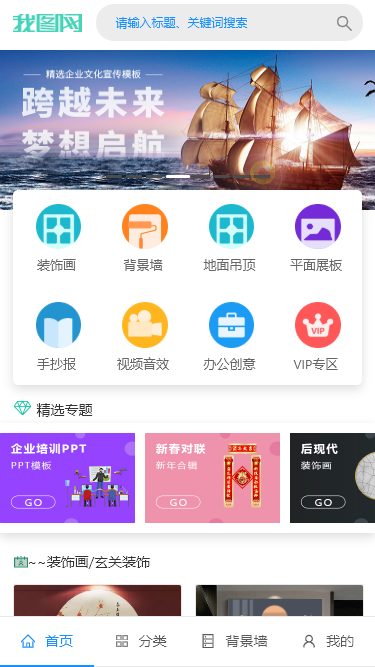 我图网
请输入标题、关键词搜索
精选企业文化宣传模板
跨越未来
梦想启航
装饰画
背景墙
地面吊顶
平面展板
手抄报
视频音效
VIP
办公创意
VIP专区
精选专题
企业培训PPT
PPT模板
GO
新春对联
新年合辑
GO
后现代
装饰画
GO
~~装饰画/玄关装饰
首页
分类
背景墙
我的